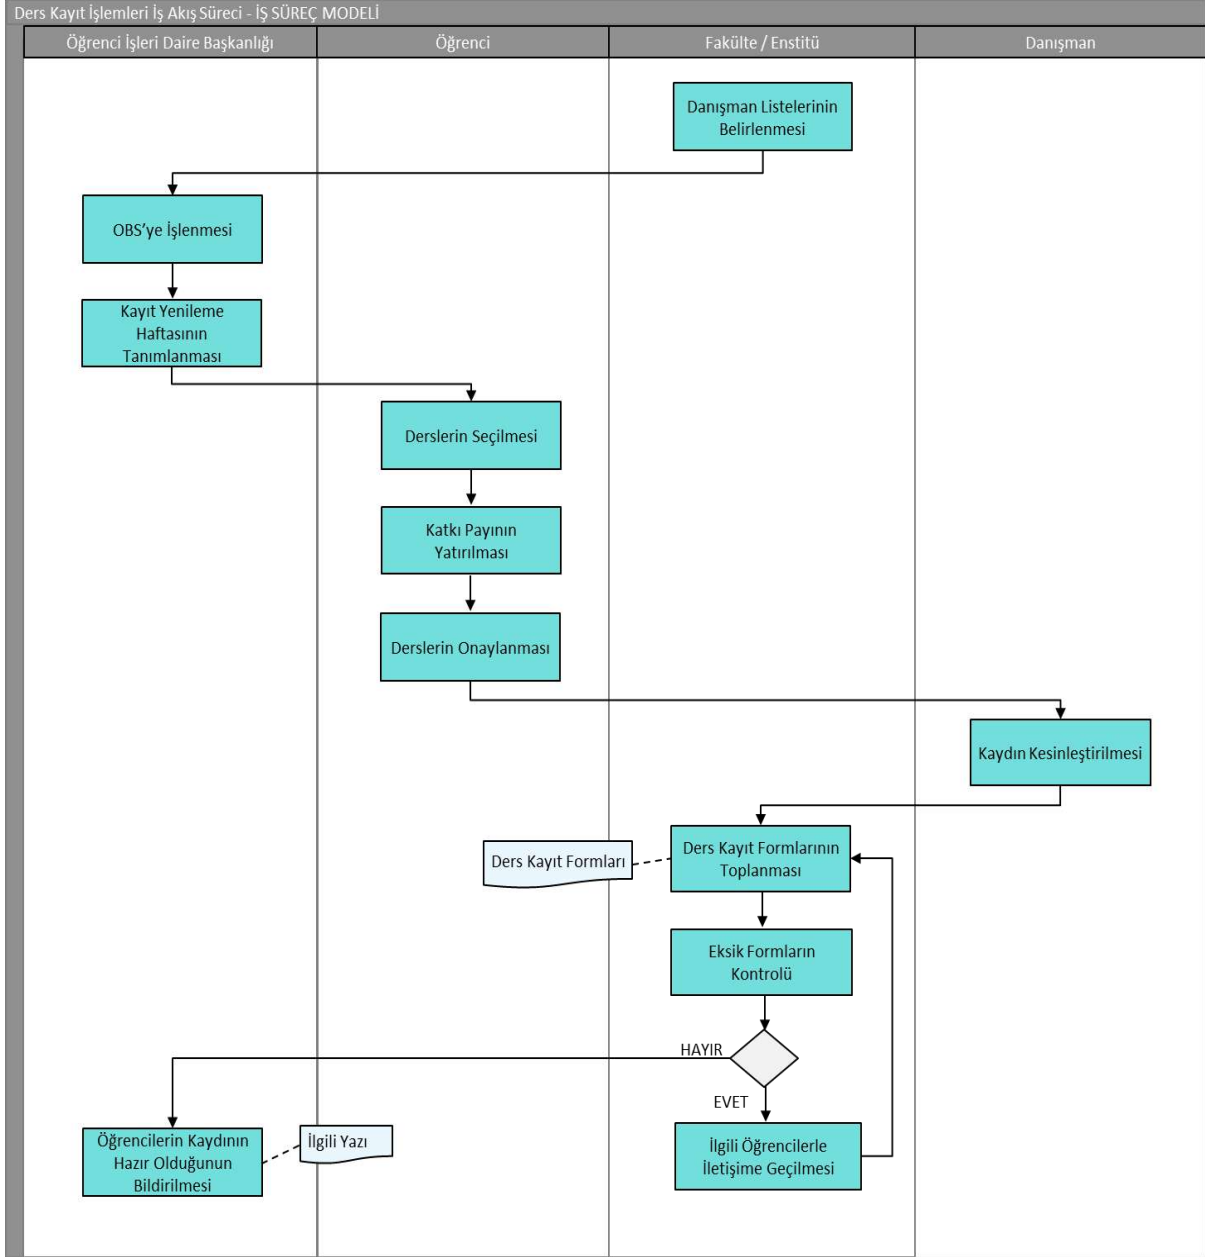 Ders Kayıt İşlemleri İş Akış Süreci - İŞ SÜREÇ MODELİ
Öğrenci İşleri Daire Başkanlığı
Öğrenci
Fakülte / Enstitü
Danışman
Danışman Listelerinin
Belirlenmesi
OBS'ye İşlenmesi
Kayıt Yenileme
Haftasının
Tanımlanması
Derslerin Seçilmesi
Katkı Payının
Yatırılması
Derslerin Onaylanması
Kaydın Kesinleştirilmesi
Ders Kayıt Formları
Ders Kayıt Formlarının
Toplanması
Eksik Formların
Kontrolü
HAYIR
EVET
Öğrencilerin Kaydının
Hazır Olduğunun
Bildirilmesi
İlgili Yazı
İlgili Öğrencilerle
İletişime Geçilmesi